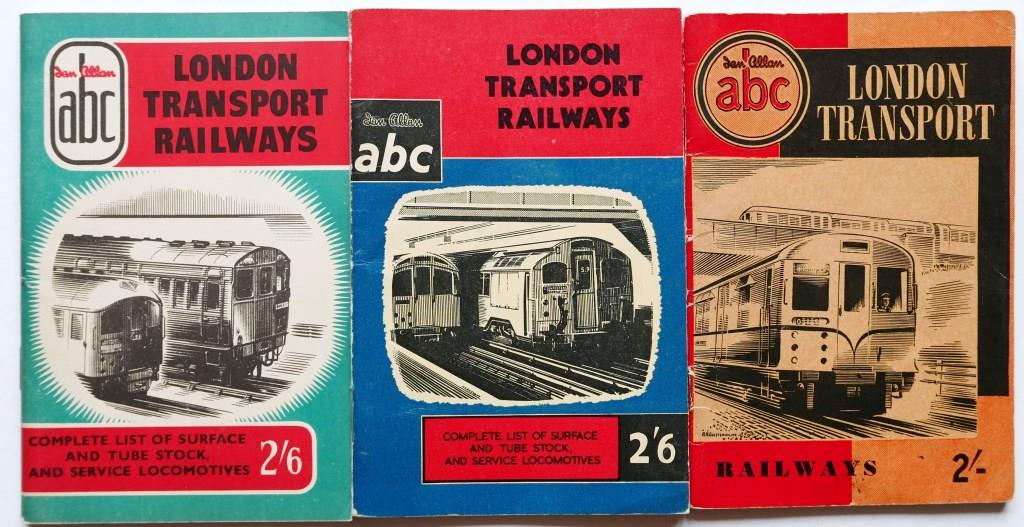 Ian Allan
abc
LONDON
TRANSPORT
RAILWAYS
COMPLETE LIST OF SURFACE
AND TUBE STOCK,
AND SERVICE LOCOMOTIVES
2/6
LONDON
TRANSPORT
RAILWAYS
Ian Allan
abc
COMPLETE LIST OF SURFACE
AND TUBE STOCK,
AND SERVICE LOCOMOTIVES
2/6
Ian Allan
abc
LONDON
TRANSPORT
RAILWAYS
2/-